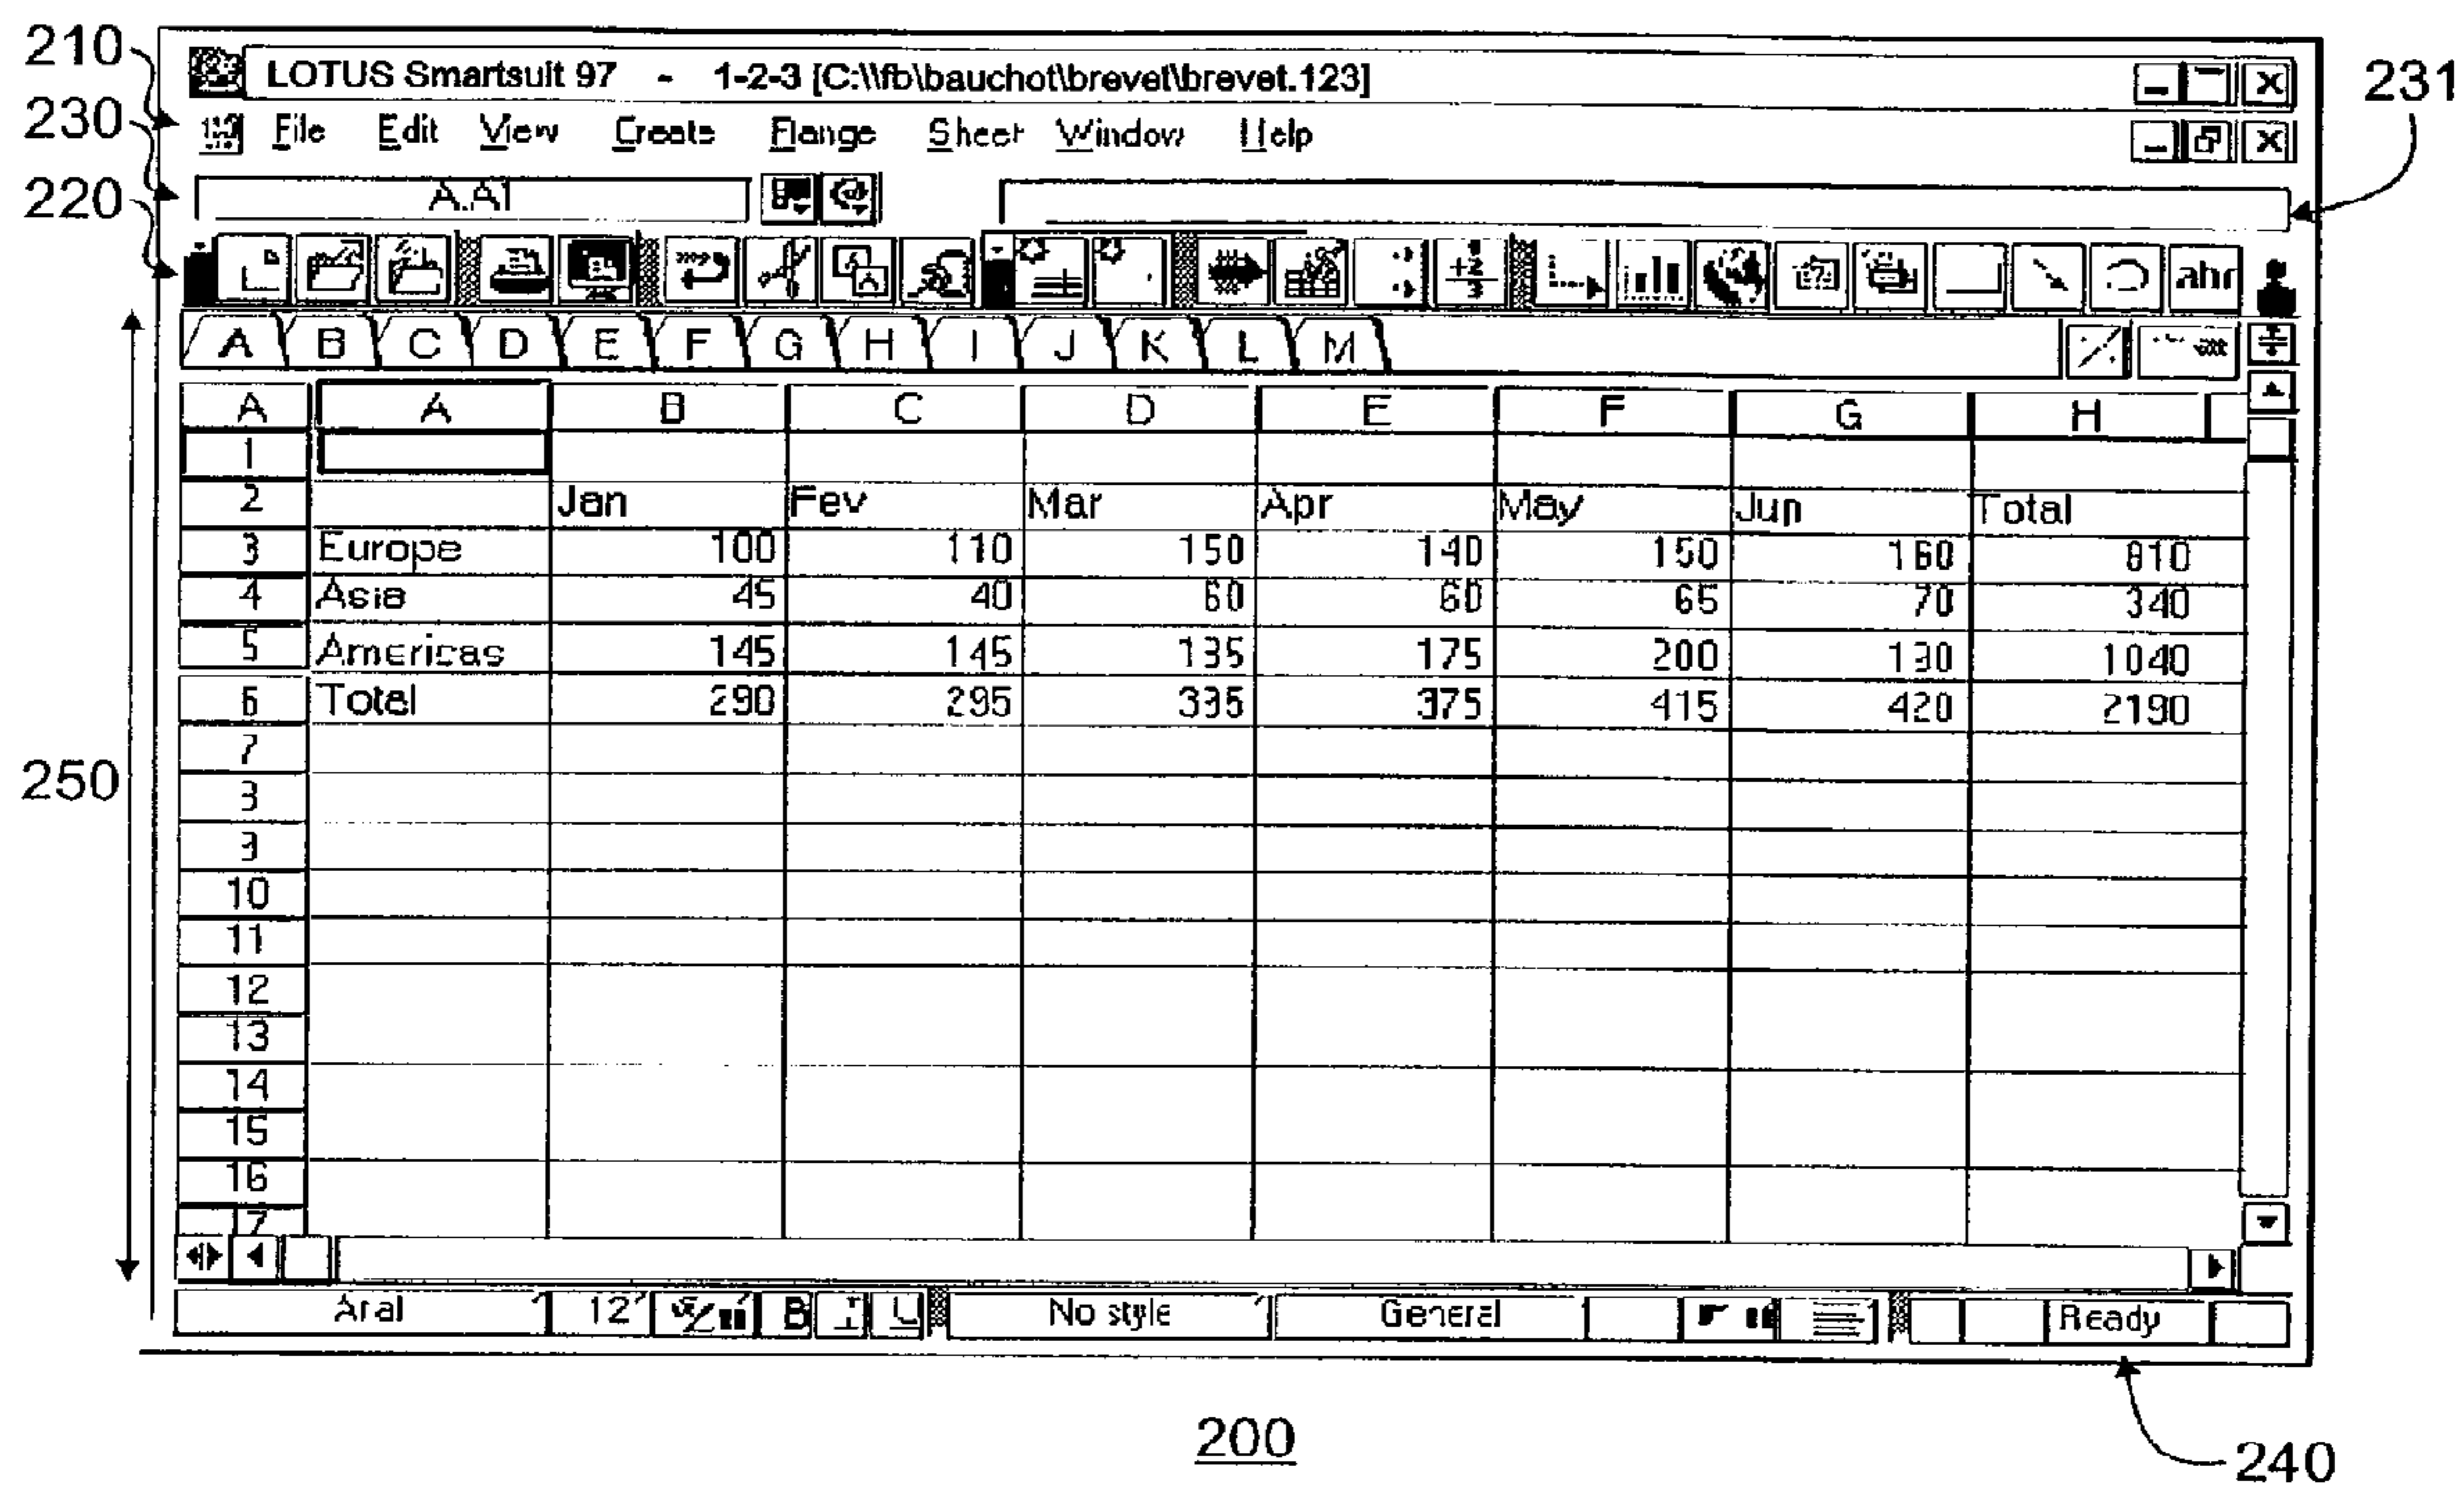 210
LOTUS Smartsuit 97 - 1-2-3 [C:\\fb\bauchot\brevet\brevet.123]
231
230
File Edit View Create Range Sheet Window Help
220
A:A1
abc
A B C D E F G H I J K L M
A A B C D E F G H
1
2 Jan Fev Mar Apr May Jun Total
3 Europe 100 110 150 140 150 160 810
4 Asia 45 40 60 60 65 70 340
5 Americas 145 145 185 175 200 190 1040
6 Total 290 295 395 375 415 420 2190
7
250
8
9
10
11
12
13
14
15
16
17
Arial 12 B I U No style General Ready
200
240